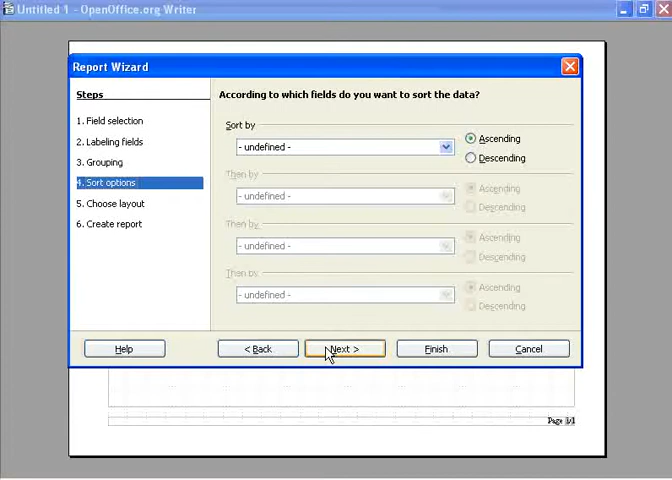 Untitled 1 - OpenOffice.org Writer
Report Wizard
Steps
1. Field selection
2. Labeling fields
3. Grouping
4. Sort options
5. Choose layout
6. Create report
According to which fields do you want to sort the data?
Sort by
- undefined -
Ascending
Descending
Then by
- undefined -
Ascending
Descending
Then by
- undefined -
Ascending
Descending
Then by
- undefined -
Ascending
Descending
Help
< Back
Next >
Finish
Cancel
Page 1/1